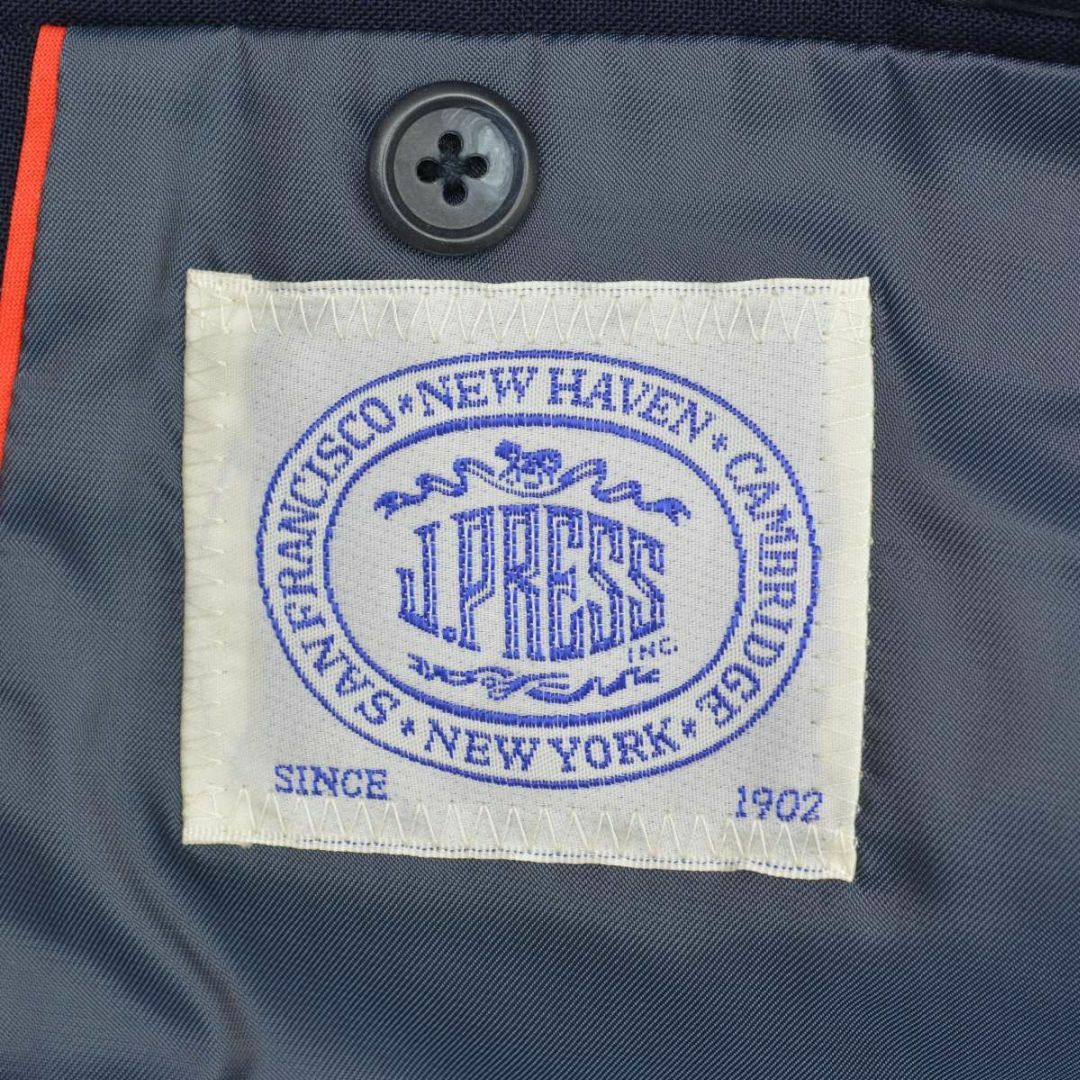 SAN FRANCISCO * NEW HAVEN * CAMBRIDGE * NEW YORK *
J.PRESS
INC.
SINCE 1902